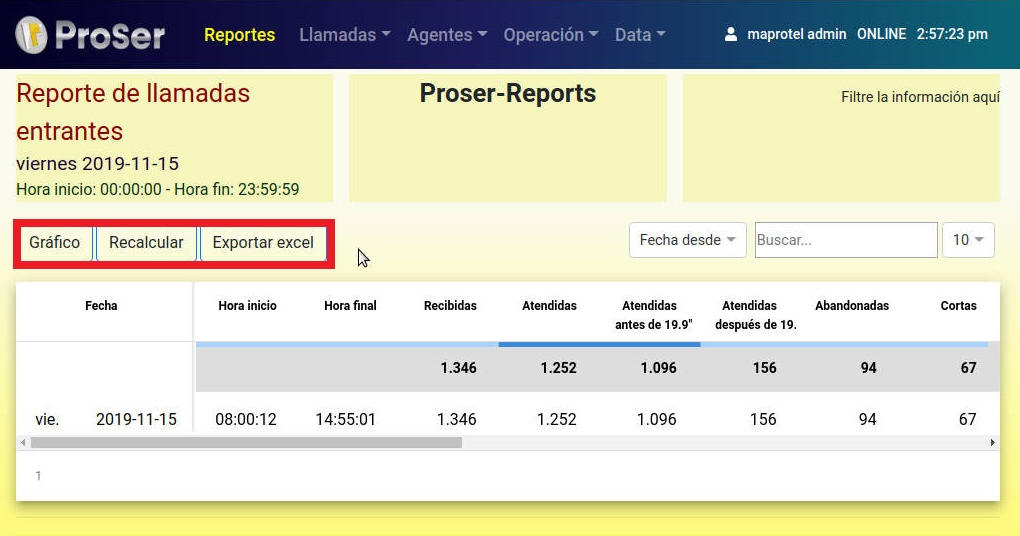 ProSer Reportes Llamadas Agentes Operación Data maprotel admin ONLINE 2:57:23 pm
Reporte de llamadas
entrantes
viernes 2019-11-15
Hora inicio: 00:00:00 - Hora fin: 23:59:59
Proser-Reports
Filtre la información aquí
Gráfico Recalcular Exportar excel Fecha desde Buscar... 10
Fecha Hora inicio Hora final Recibidas Atendidas Atendidas Atendidas Abandonadas Cortas
antes de 19.9" después de 19.
1.346 1.252 1.096 156 94 67
vie. 2019-11-15 08:00:12 14:55:01 1.346 1.252 1.096 156 94 67
1